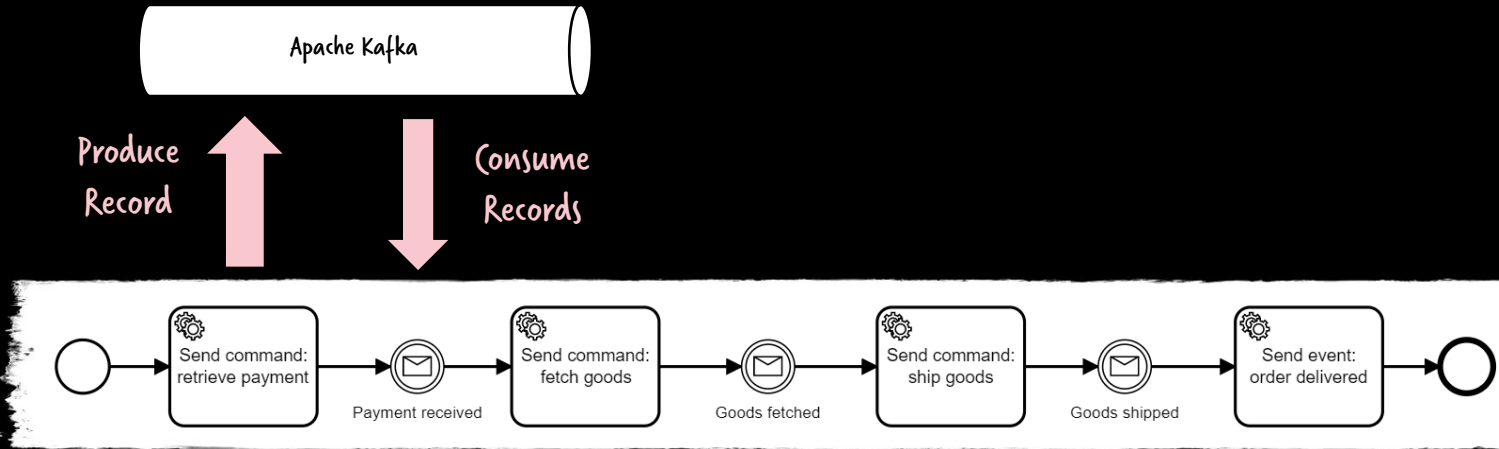 Apache Kafka
Produce
Record
Consume
Records
Send command:
retrieve payment
Payment received
Send command:
fetch goods
Goods fetched
Send command:
ship goods
Goods shipped
Send event:
order delivered